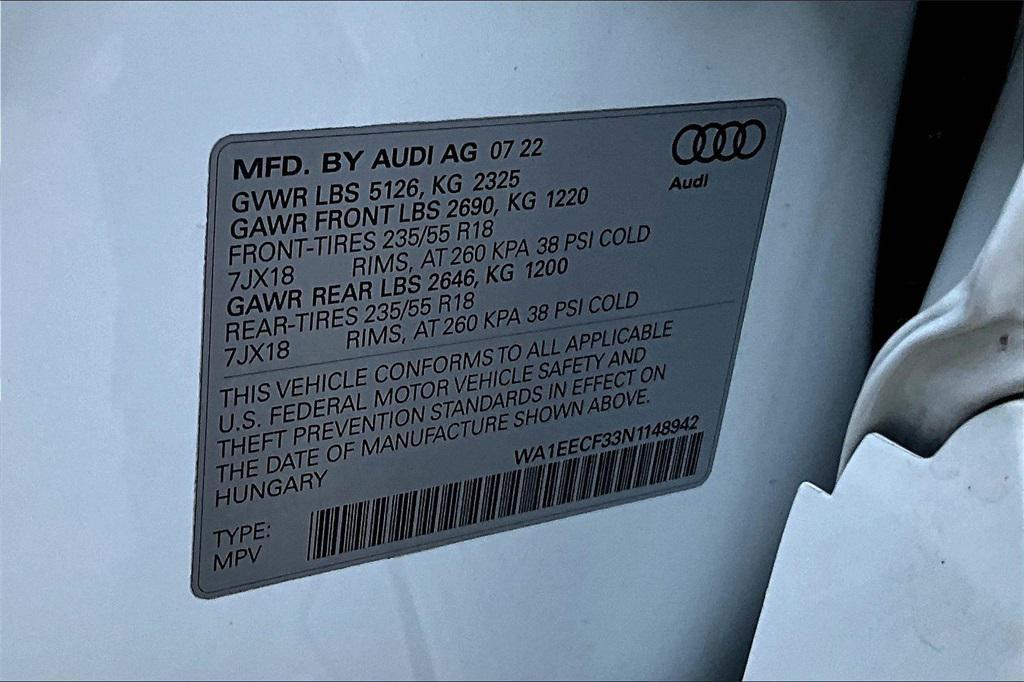 MFD. BY AUDI AG 07 22
Audi
GVWR LBS 5126, KG 2325
GAWR FRONT LBS 2690, KG 1220
FRONT-TIRES 235/55 R18
7JX18 RIMS, AT 260 KPA 38 PSI COLD
GAWR REAR LBS 2646, KG 1200
REAR-TIRES 235/55 R18
7JX18 RIMS, AT 260 KPA 38 PSI COLD
THIS VEHICLE CONFORMS TO ALL APPLICABLE
U.S. FEDERAL MOTOR VEHICLE SAFETY AND
THEFT PREVENTION STANDARDS IN EFFECT ON
THE DATE OF MANUFACTURE SHOWN ABOVE.
HUNGARY WA1EECF33N1148942
TYPE:
MPV